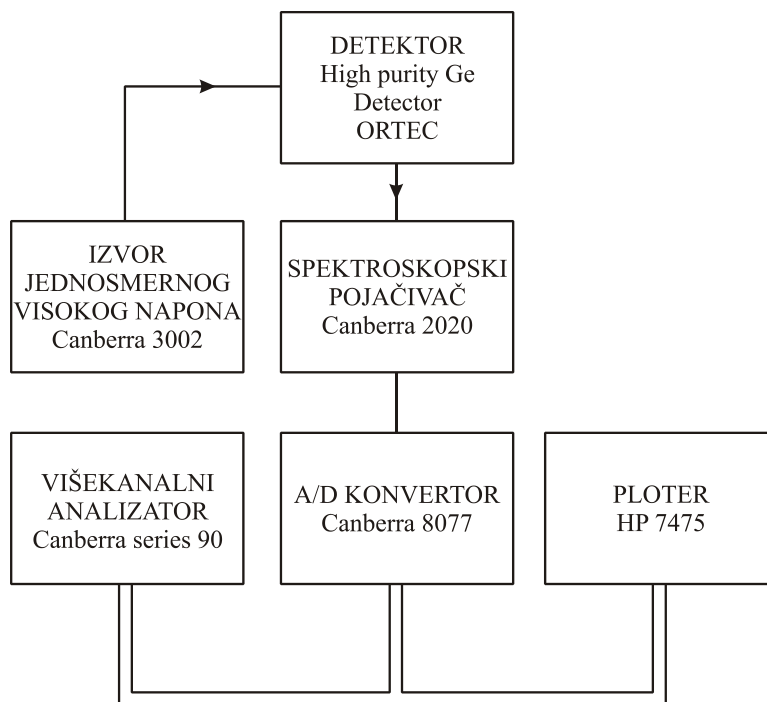 DETEKTOR
High purity Ge
Detector
ORTEC
IZVOR
JEDNOSMERNOG
VISOKOG NAPONA
Canberra 3002
SPEKTROSKOPSKI
POJAČIVAČ
Canberra 2020
VIŠEKANALNI
ANALIZATOR
Canberra series 90
A/D KONVERTOR
Canberra 8077
PLOTER
HP 7475